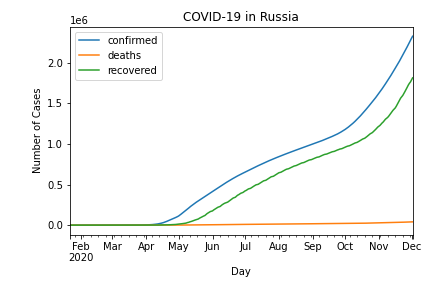 COVID-19 in Russia
1e6
confirmed
deaths
recovered
2.0
1.5
1.0
0.5
0.0
Number of Cases
Feb Mar Apr May Jun Jul Aug Sep Oct Nov Dec
2020
Day